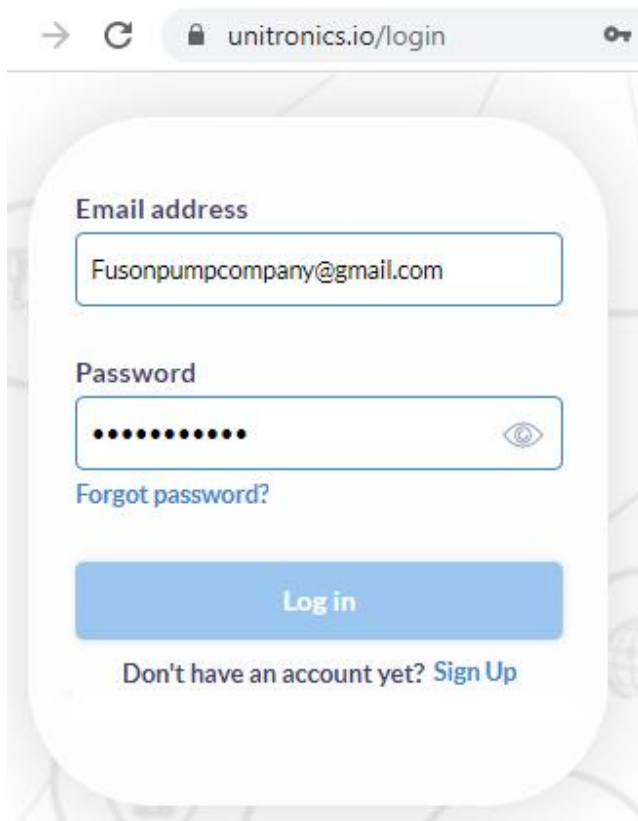 unitronics.io/login
Email address
Fusonpumpcompany@gmail.com
Password
•••••••••••
Forgot password?
Log in
Don't have an account yet? Sign Up